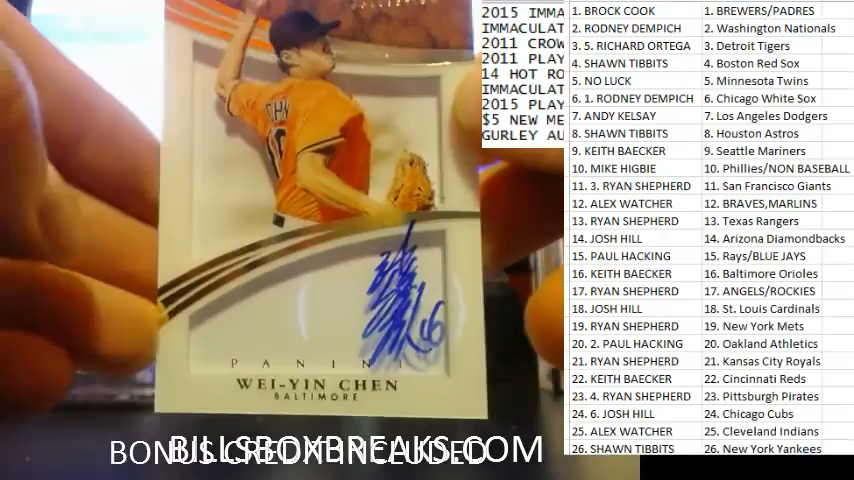 CHN
16
PANINI
WEI-YIN CHEN
BALTIMORE
BILLSBOXBREAKS.COM
BONUS CREDIT INCLUDED
2015 IMMA
IMMACULAT
2011 CROW
2011 PLAY
14 HOT RO
IMMACULAT
2015 PLAY
$5 NEW ME
GURLEY AU
1. BROCK COOK 1. BREWERS/PADRES
2. RODNEY DEMPICH 2. Washington Nationals
3. 5. RICHARD ORTEGA 3. Detroit Tigers
4. SHAWN TIBBITS 4. Boston Red Sox
5. NO LUCK 5. Minnesota Twins
6. 1. RODNEY DEMPICH 6. Chicago White Sox
7. ANDY KELSAY 7. Los Angeles Dodgers
8. SHAWN TIBBITS 8. Houston Astros
9. KEITH BAECKER 9. Seattle Mariners
10. MIKE HIGBIE 10. Phillies/NON BASEBALL
11. 3. RYAN SHEPHERD 11. San Francisco Giants
12. ALEX WATCHER 12. BRAVES,MARLINS
13. RYAN SHEPHERD 13. Texas Rangers
14. JOSH HILL 14. Arizona Diamondbacks
15. PAUL HACKING 15. Rays/BLUE JAYS
16. KEITH BAECKER 16. Baltimore Orioles
17. RYAN SHEPHERD 17. ANGELS/ROCKIES
18. JOSH HILL 18. St. Louis Cardinals
19. RYAN SHEPHERD 19. New York Mets
20. 2. PAUL HACKING 20. Oakland Athletics
21. RYAN SHEPHERD 21. Kansas City Royals
22. KEITH BAECKER 22. Cincinnati Reds
23. 4. RYAN SHEPHERD 23. Pittsburgh Pirates
24. 6. JOSH HILL 24. Chicago Cubs
25. ALEX WATCHER 25. Cleveland Indians
26. SHAWN TIBBITS 26. New York Yankees